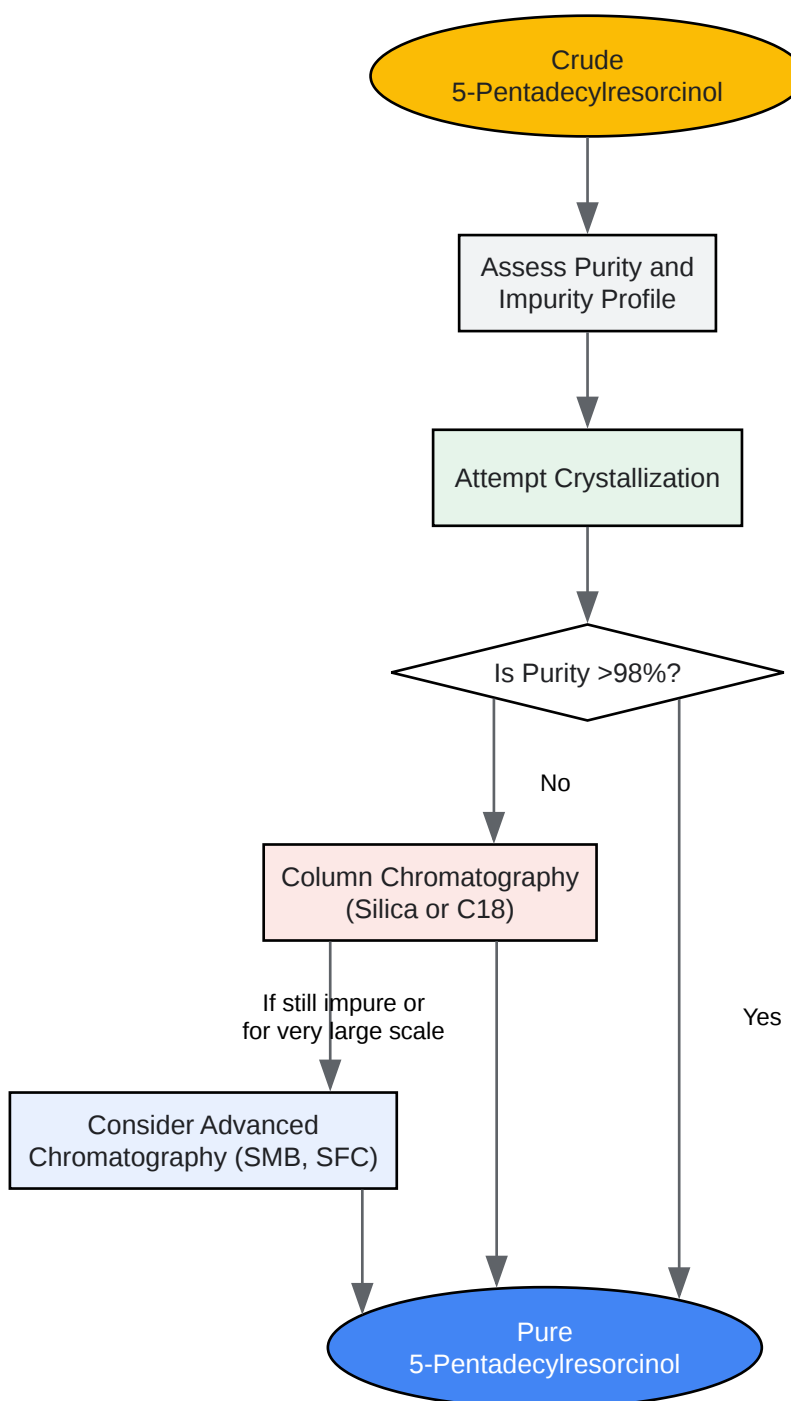 Crude
5-Pentadecylresorcinol
Assess Purity and
Impurity Profile
Attempt Crystallization
Is Purity >98%?
No
Column Chromatography
(Silica or C18)
If still impure or
for very large scale
Yes
Consider Advanced
Chromatography (SMB, SFC)
Pure
5-Pentadecylresorcinol